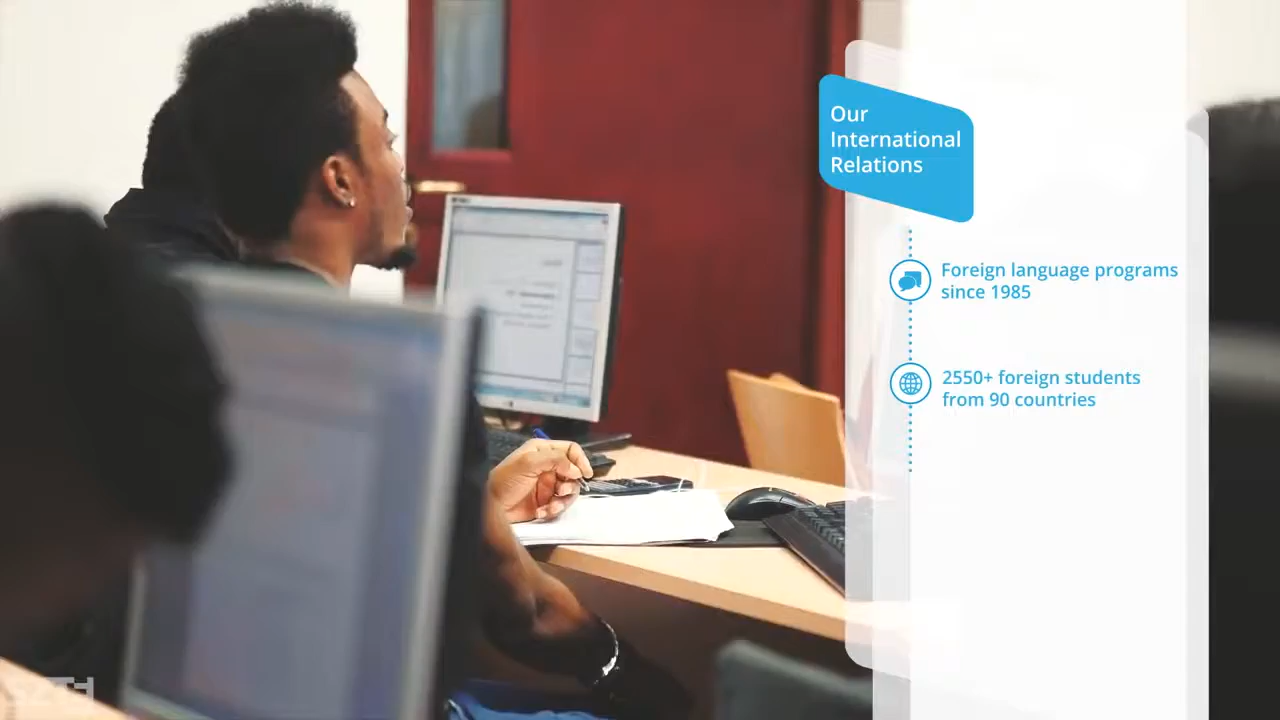 Our
International
Relations
Foreign language programs
since 1985
2550+ foreign students
from 90 countries